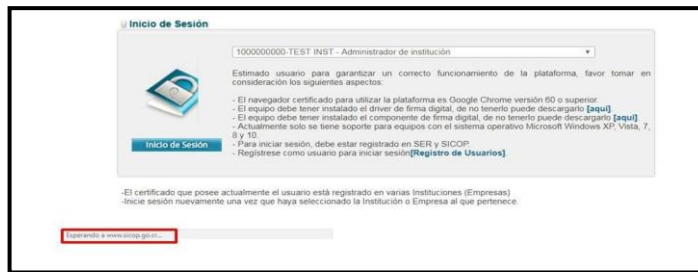 Inicio de Sesión
1000000000-TEST INST - Administrador de institución
Estimado usuario para garantizar un correcto funcionamiento de la plataforma, favor tomar en
consideración los siguientes aspectos:
- El navegador certificado para utilizar la plataforma es Google Chrome versión 60 o superior.
- El equipo debe tener instalado el driver de firma digital, de no tenerlo puede descargarlo [aquí].
- El equipo debe tener instalado el componente de firma digital, de no tenerlo puede descargarlo [aquí].
- Actualmente solo se tiene soporte para equipos con el sistema operativo Microsoft Windows XP, Vista, 7,
8 y 10.
- Para iniciar sesión, debe estar registrado en SER y SICOP.
- Regístrese como usuario para iniciar sesión[Registro de Usuarios].
Inicio de Sesión
-El certificado que posee actualmente el usuario está registrado en varias Instituciones (Empresas)
-Inicie sesión nuevamente una vez que haya seleccionado la Institución o Empresa al que pertenece.
Esperando a www.sicop.go.cr...